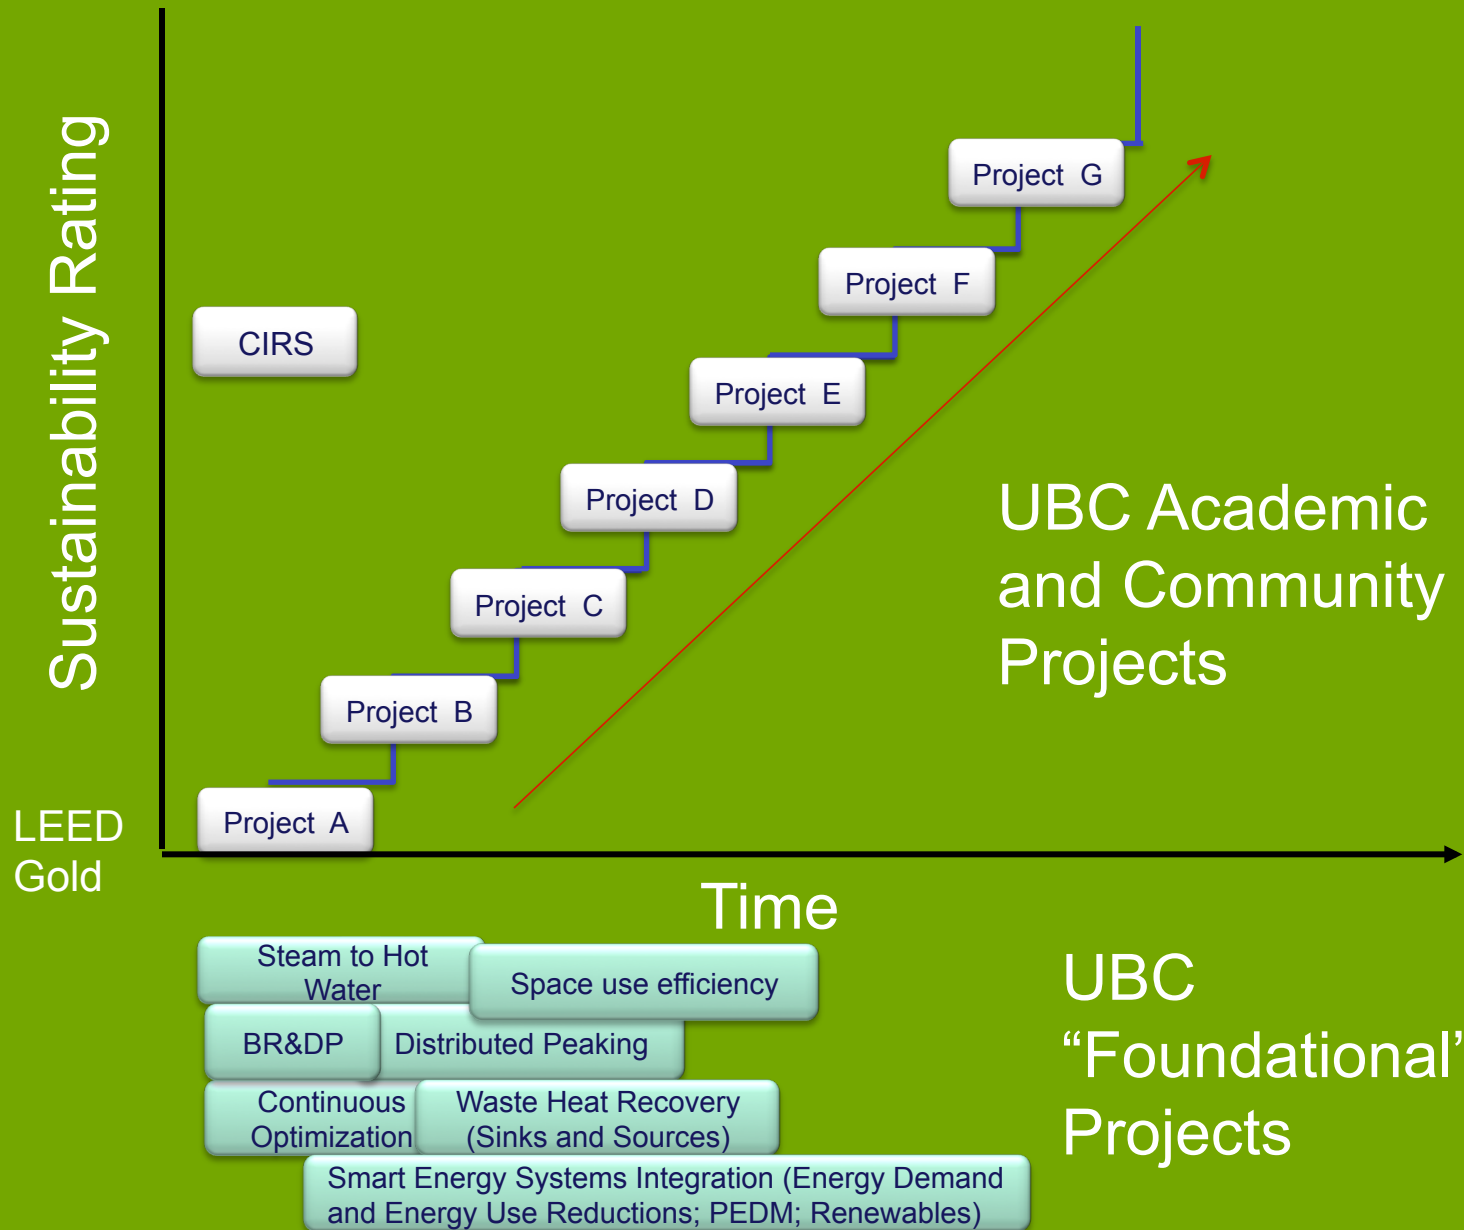 Sustainability Rating
Project G
Project F
CIRS
Project E
Project D
UBC Academic
and Community
Projects
Project C
Project B
Project A
LEED
Gold
Time
Steam to Hot
Water
Space use efficiency
UBC
“Foundational”
Projects
BR&DP
Distributed Peaking
Continuous
Optimization
Waste Heat Recovery
(Sinks and Sources)
Smart Energy Systems Integration (Energy Demand
and Energy Use Reductions; PEDM; Renewables)